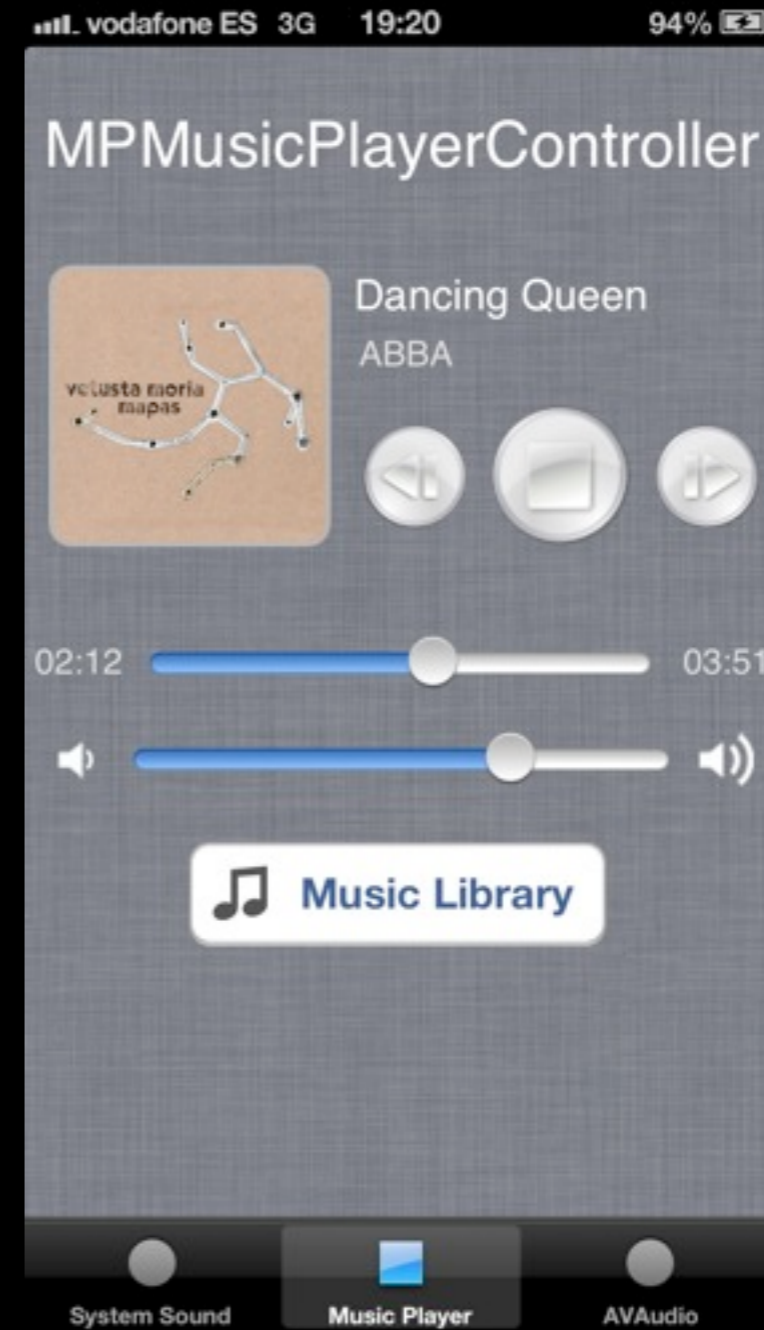 vodafone ES 3G 19:20 94%
MPMusicPlayerController
Dancing Queen
ABBA
vetusta morla
mapas
02:12 03:51
Music Library
System Sound Music Player AVAudio